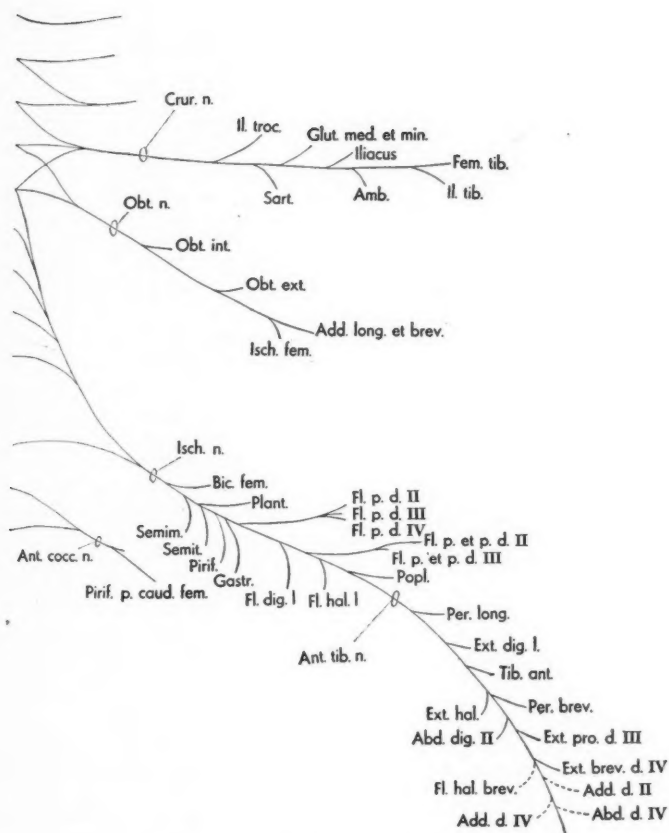 Crur. n.
Il. troc.
Glut. med. et min.
Iliacus
Fem. tib.
Sart.
Amb.
Il. tib.
Obt. n.
Obt. int.
Obt. ext.
Add. long. et brev.
Isch. fem.
Isch. n.
Bic. fem.
Plant.
Fl. p. d. II
Fl. p. d. III
Fl. p. d. IV
Semim.
Semit.
Pirif.
Gastr.
Fl. p. et p. d. II
Fl. p. et p. d. III
Ant. cocc. n.
Pirif. p. caud. fem.
Fl. dig. l
Fl. hal. l
Popl.
Ant. tib. n.
Per. long.
Ext. dig. l.
Tib. ant.
Ext. hal.
Per. brev.
Abd. dig. II
Ext. pro. d. III
Ext. brev. d. IV
Fl. hal. brev.
Add. d. II
Add. d. IV
Abd. d. IV